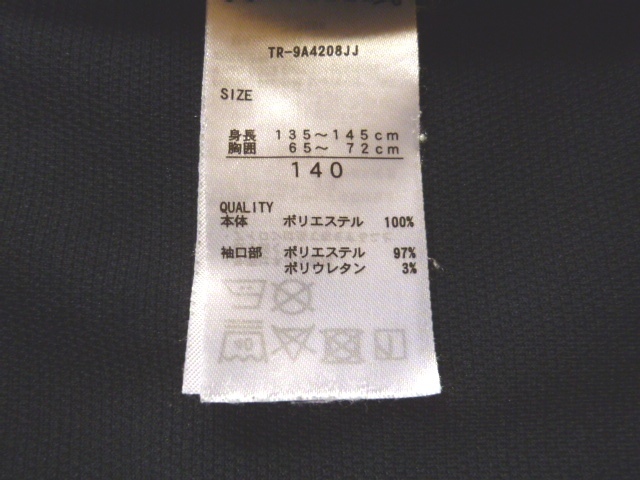 TR-9A4208JJ
SIZE
身長 135～145cm
胸囲 65～ 72cm
140
QUALITY
本体 ポリエステル 100%
袖口部 ポリエステル 97%
ポリウレタン 3%